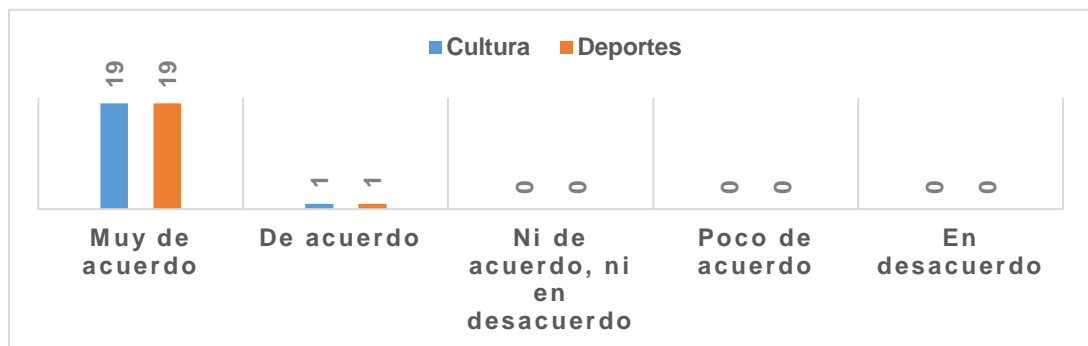 Cultura Deportes
19 19 1 1 0 0 0 0 0 0
Muy de acuerdo
De acuerdo
Ni de acuerdo, ni en desacuerdo
Poco de acuerdo
En desacuerdo